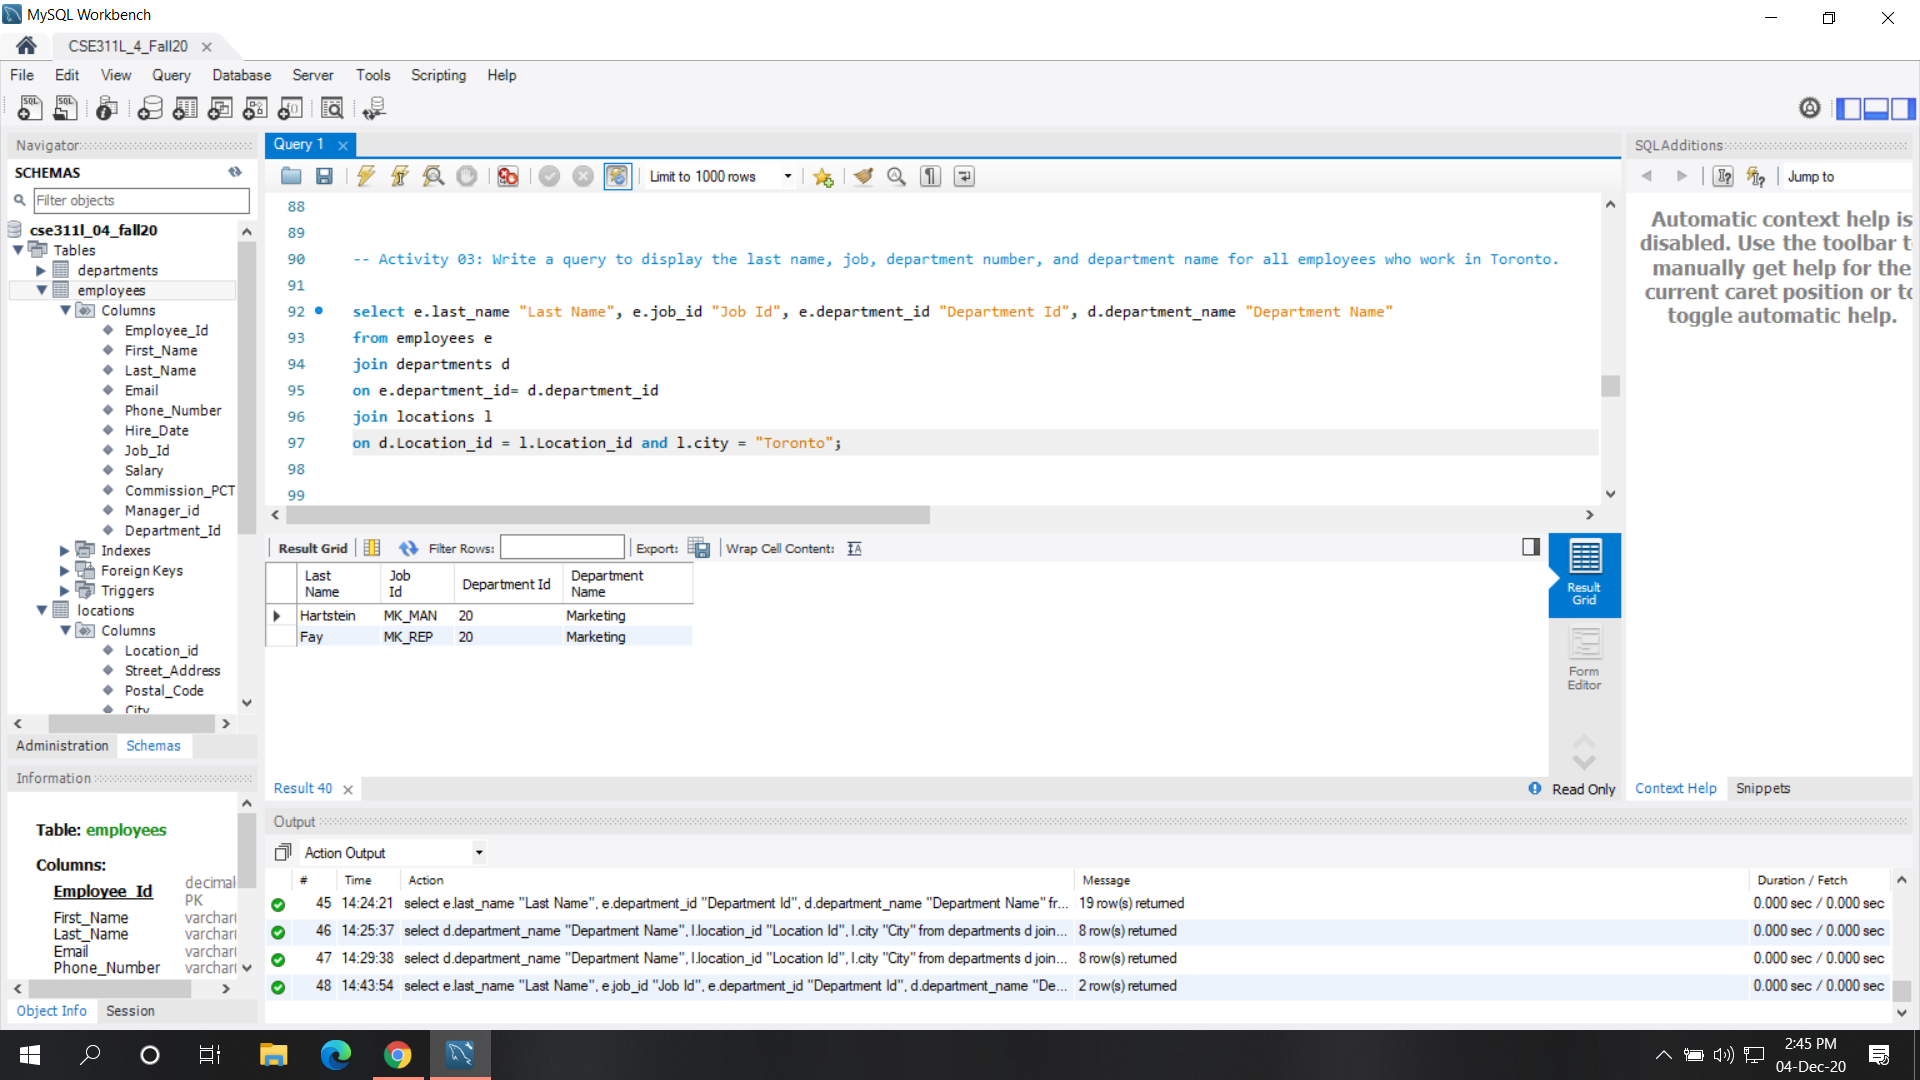 MySQL Workbench
CSE311L_4_Fall20
File Edit View Query Database Server Tools Scripting Help
Navigator
SCHEMAS
Filter objects
cse311l_04_fall20
Tables
departments
employees
Columns
Employee_Id
First_Name
Last_Name
Email
Phone_Number
Hire_Date
Job_Id
Salary
Commission_PCT
Manager_id
Department_Id
Indexes
Foreign Keys
Triggers
locations
Columns
Location_id
Street_Address
Postal_Code
City
Administration Schemas
Information
Table: employees
Columns:
Employee_Id decimal
PK
First_Name varchar(
Last_Name varchar(
Email varchar(
Phone_Number varchar(
Object Info Session
Query 1
Limit to 1000 rows
88
89
90 -- Activity 03: Write a query to display the last name, job, department number, and department name for all employees who work in Toronto.
91
92 select e.last_name "Last Name", e.job_id "Job Id", e.department_id "Department Id", d.department_name "Department Name"
93 from employees e
94 join departments d
95 on e.department_id= d.department_id
96 join locations l
97 on d.Location_id = l.Location_id and l.city = "Toronto";
98
99
Result Grid Filter Rows: Export: Wrap Cell Content:
Last Name Job Id Department Id Department Name
Hartstein MK_MAN 20 Marketing
Fay MK_REP 20 Marketing
Result Grid
Form Editor
Result 40
Read Only
SQLAdditions
Jump to
Automatic context help is
disabled. Use the toolbar t
manually get help for the
current caret position or to
toggle automatic help.
Context Help Snippets
Output
Action Output
# Time Action Message Duration / Fetch
45 14:24:21 select e.last_name "Last Name", e.department_id "Department Id", d.department_name "Department Name" fr... 19 row(s) returned 0.000 sec / 0.000 sec
46 14:25:37 select d.department_name "Department Name", l.location_id "Location Id", l.city "City" from departments d join... 8 row(s) returned 0.000 sec / 0.000 sec
47 14:29:38 select d.department_name "Department Name", l.location_id "Location Id", l.city "City" from departments d join... 8 row(s) returned 0.000 sec / 0.000 sec
48 14:43:54 select e.last_name "Last Name", e.job_id "Job Id", e.department_id "Department Id", d.department_name "De... 2 row(s) returned 0.000 sec / 0.000 sec
2:45 PM
04-Dec-20